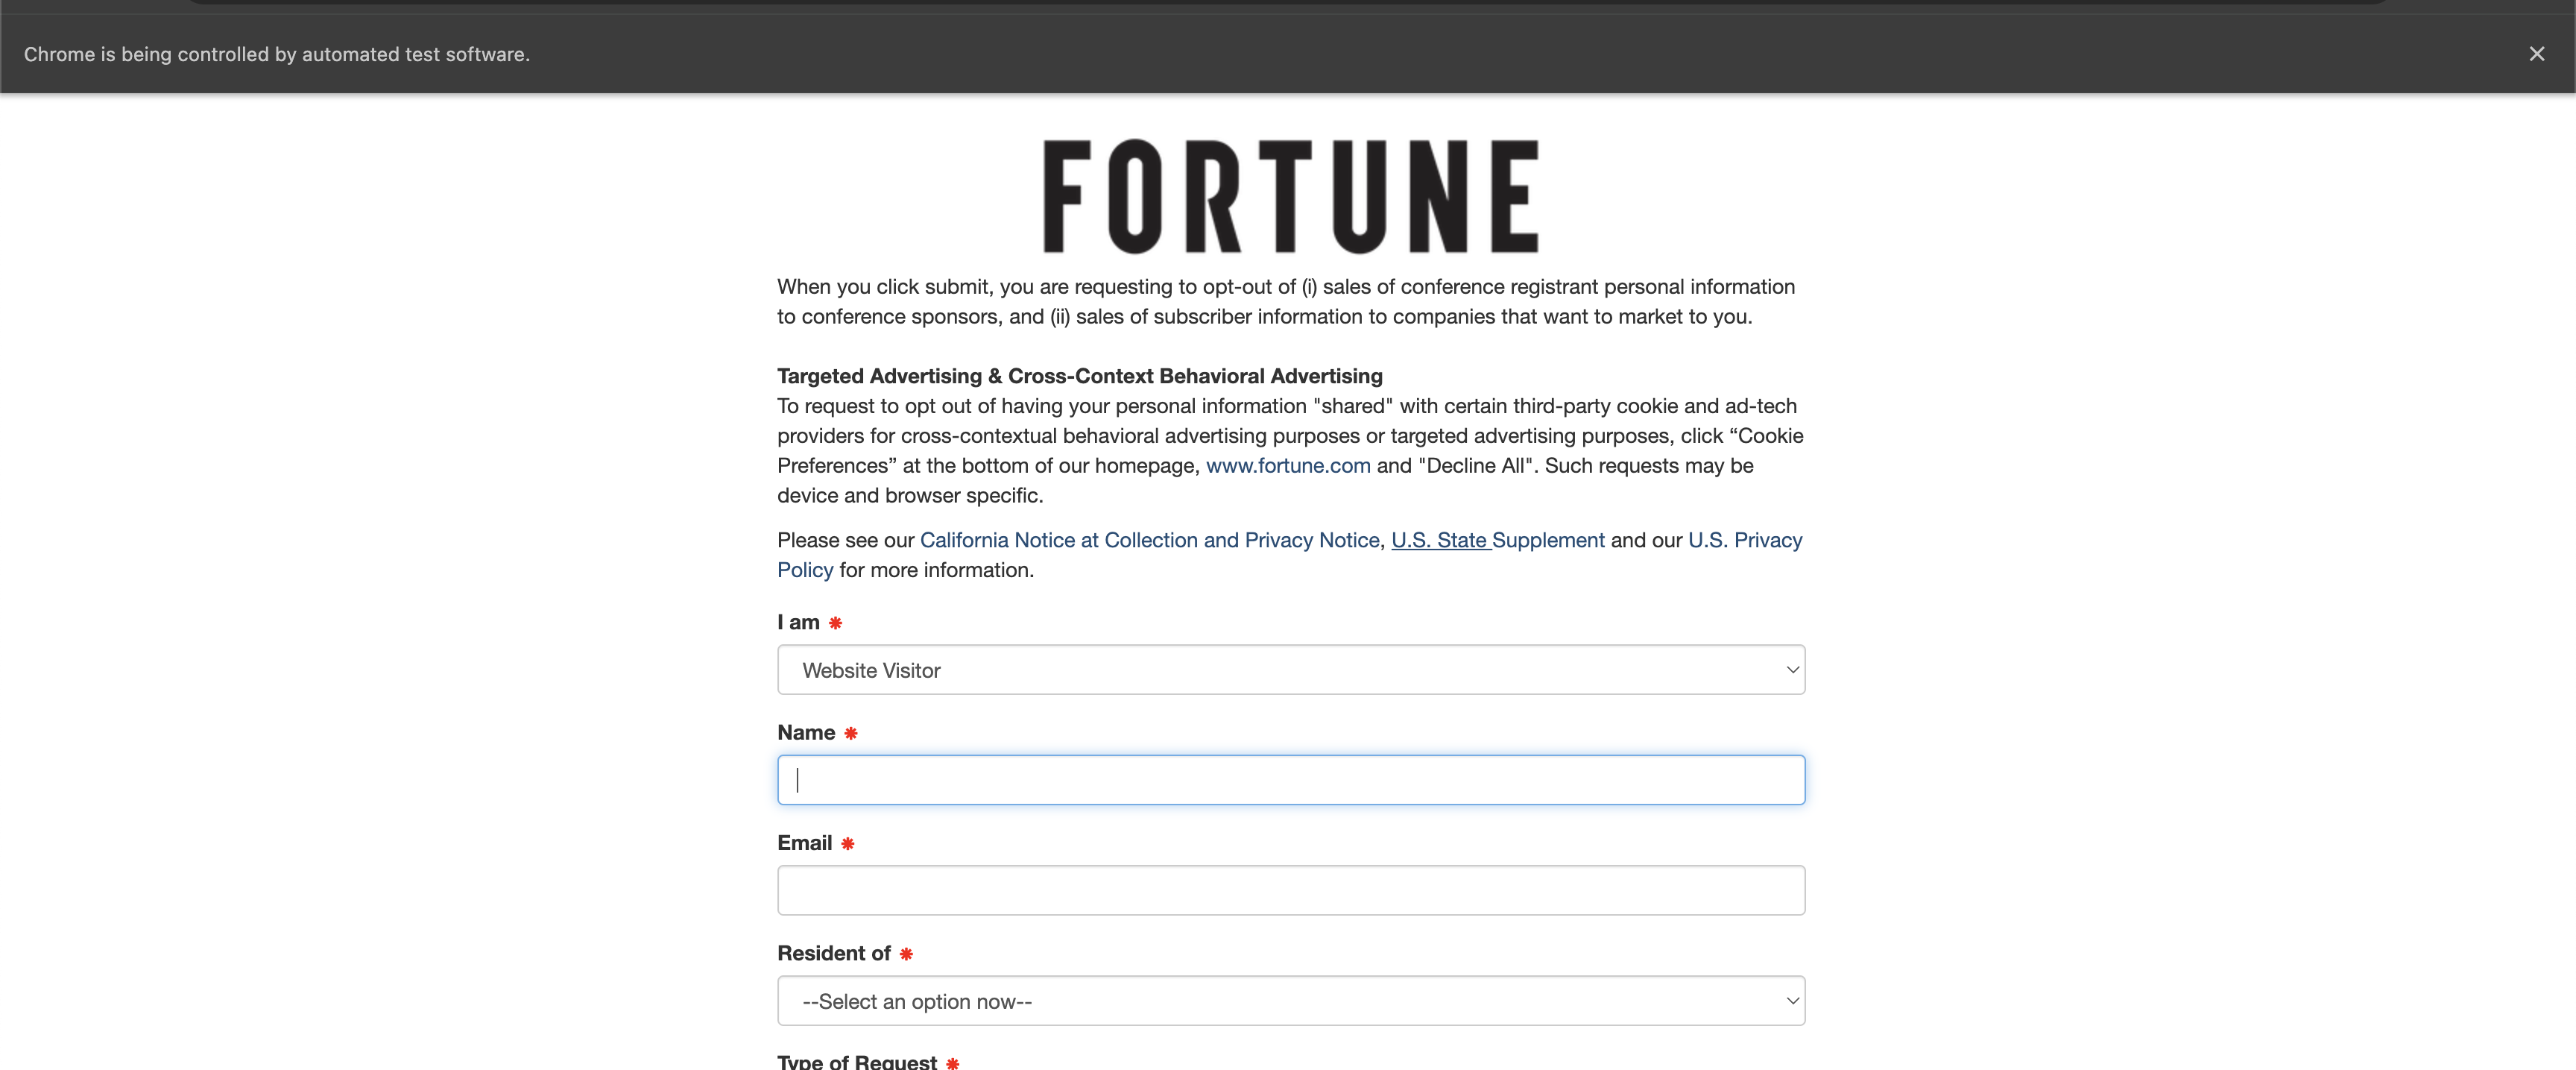 Chrome is being controlled by automated test software.
FORTUNE
When you click submit, you are requesting to opt-out of (i) sales of conference registrant personal information
to conference sponsors, and (ii) sales of subscriber information to companies that want to market to you.
Targeted Advertising & Cross-Context Behavioral Advertising
To request to opt out of having your personal information "shared" with certain third-party cookie and ad-tech
providers for cross-contextual behavioral advertising purposes or targeted advertising purposes, click “Cookie
Preferences” at the bottom of our homepage, www.fortune.com and "Decline All". Such requests may be
device and browser specific.
Please see our California Notice at Collection and Privacy Notice, U.S. State Supplement and our U.S. Privacy
Policy for more information.
I am *
Website Visitor
Name *
Email *
Resident of *
--Select an option now--
Type of Request *